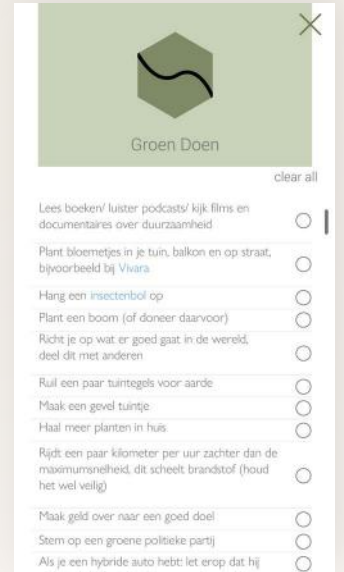 Groen Doen
clear all
Lees boeken/ luister podcasts/ kijk films en
documentaires over duurzaamheid
Plant bloemetjes in je tuin, balkon en op straat,
bijvoorbeeld bij Vivara
Hang een insectenbol op
Plant een boom (of doneer daarvoor)
Richt je op wat er goed gaat in de wereld,
deel dit met anderen
Ruil een paar tuintegels voor aarde
Maak een gevel tuintje
Haal meer planten in huis
Rijdt een paar kilometer per uur zachter dan de
maximumsnelheid, dit scheelt brandstof (houd
het wel veilig)
Maak geld over naar een goed doel
Stem op een groene politieke partij
Als je een hybride auto hebt: let erop dat hij